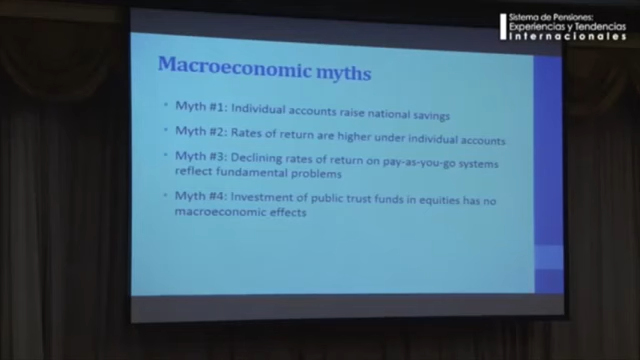 Sistema de Pensiones:
Experiencias y Tendencias
Internacionales
Macroeconomic myths
• Myth #1: Individual accounts raise national savings
• Myth #2: Rates of return are higher under individual accounts
• Myth #3: Declining rates of return on pay-as-you-go systems
reflect fundamental problems
• Myth #4: Investment of public trust funds in equities has no
macroeconomic effects